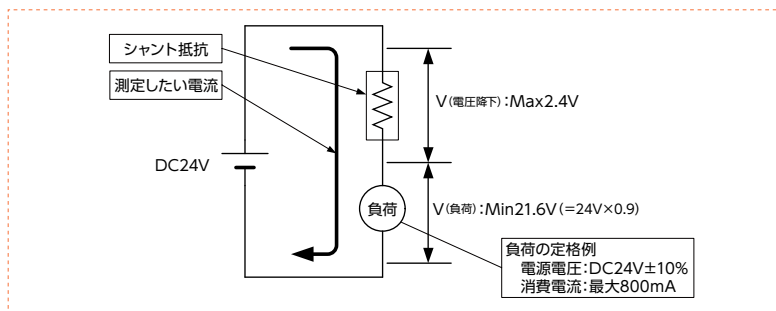 シャント抵抗
測定したい電流
V(電圧降下):Max2.4V
DC24V
負荷
V(負荷):Min21.6V(=24V×0.9)
負荷の定格例
電源電圧:DC24V±10%
消費電流:最大800mA